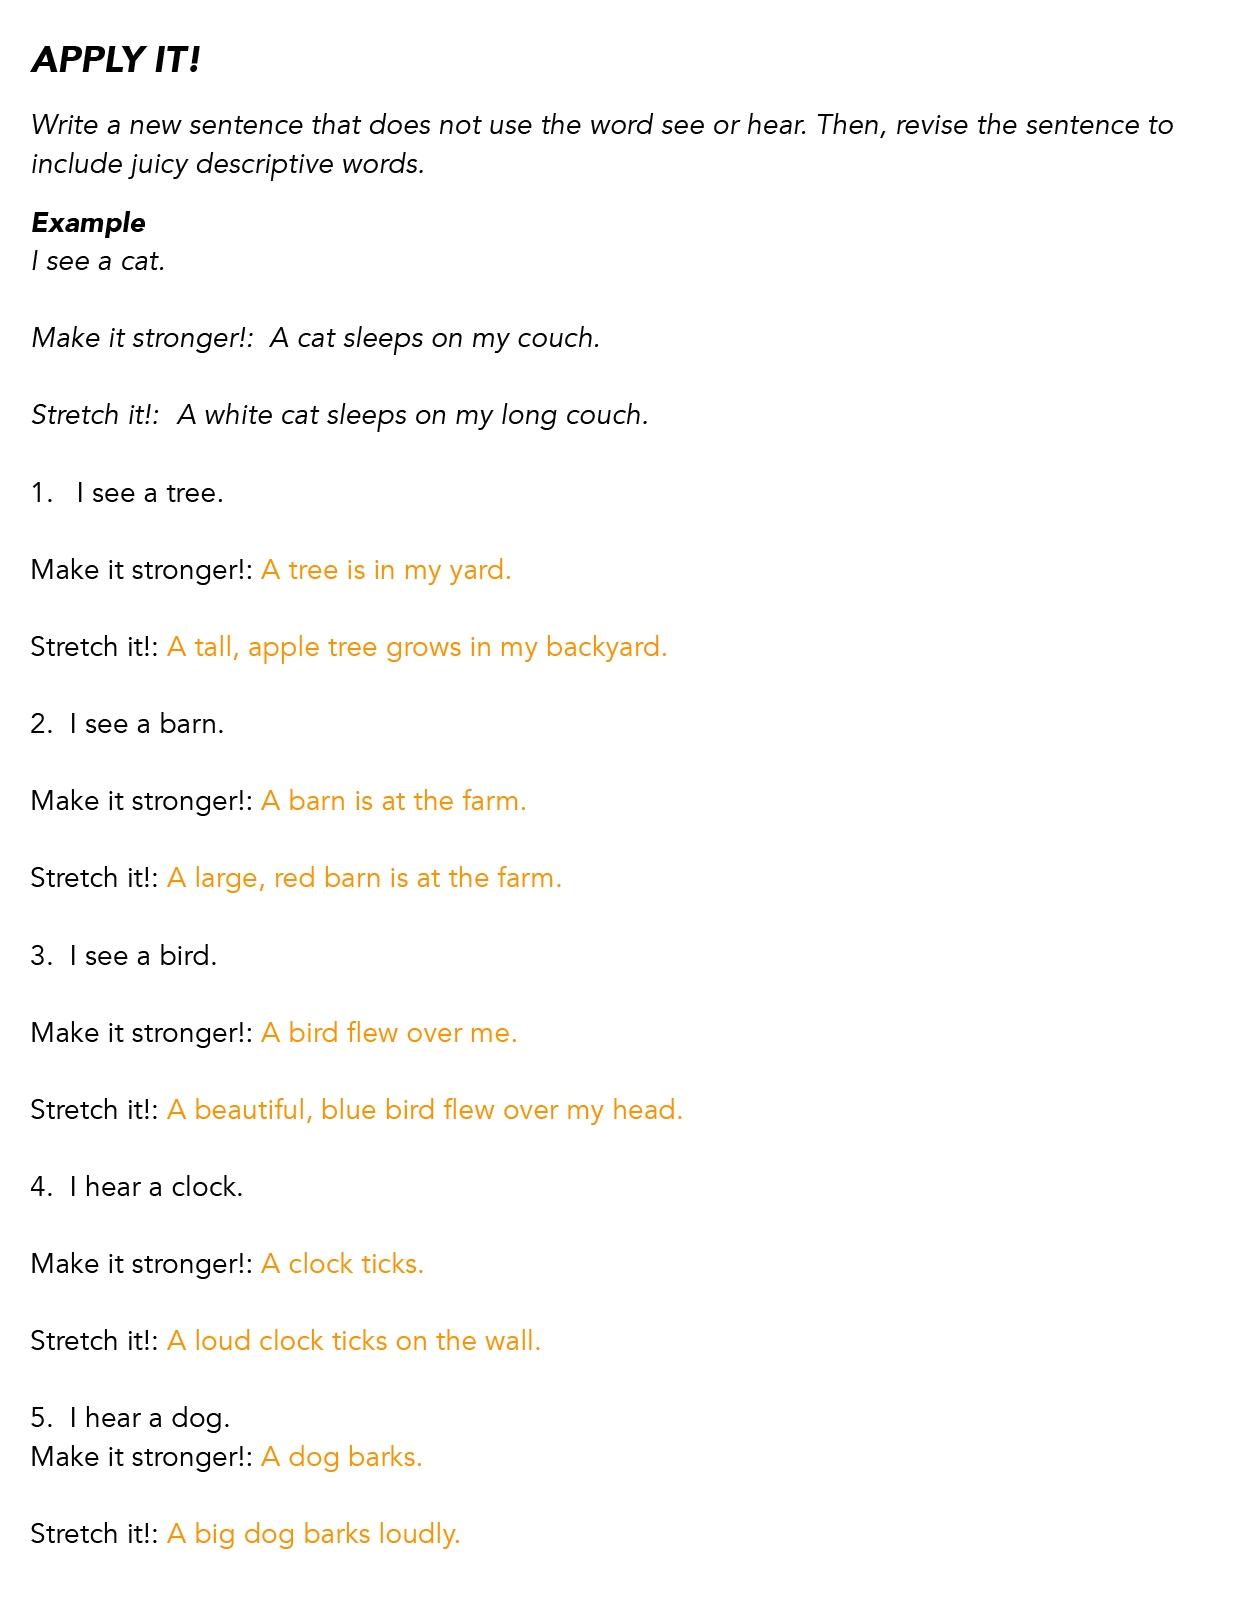 APPLY IT!
Write a new sentence that does not use the word see or hear. Then, revise the sentence to
include juicy descriptive words.
Example
I see a cat.
Make it stronger!:  A cat sleeps on my couch.
Stretch it!:  A white cat sleeps on my long couch.
1.   I see a tree.
Make it stronger!: A tree is in my yard.
Stretch it!: A tall, apple tree grows in my backyard.
2.  I see a barn.
Make it stronger!: A barn is at the farm.
Stretch it!: A large, red barn is at the farm.
3.  I see a bird.
Make it stronger!: A bird flew over me.
Stretch it!: A beautiful, blue bird flew over my head.
4.  I hear a clock.
Make it stronger!: A clock ticks.
Stretch it!: A loud clock ticks on the wall.
5.  I hear a dog.
Make it stronger!: A dog barks.
Stretch it!: A big dog barks loudly.